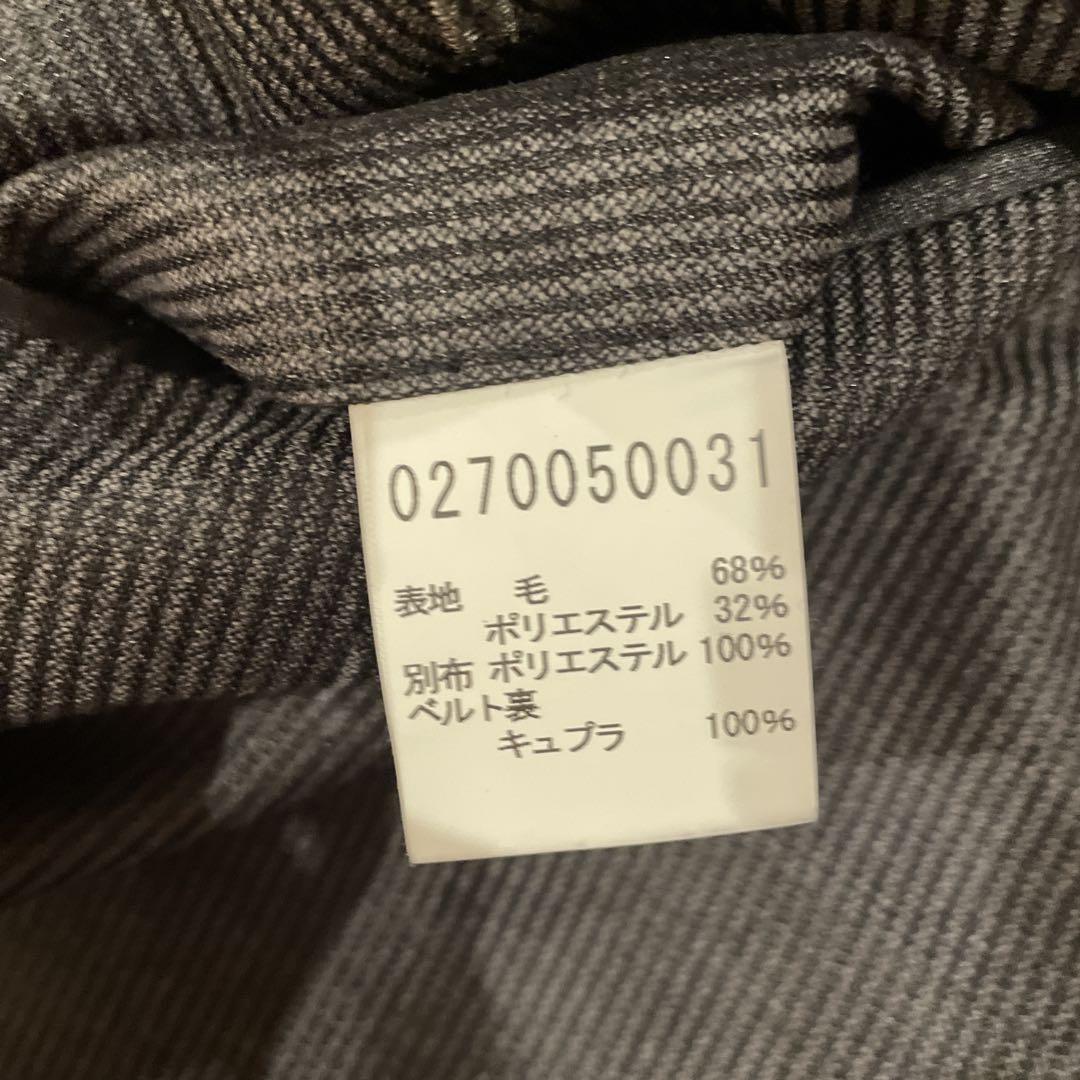 0270050031
表地 毛 68%
ポリエステル 32%
別布 ポリエステル 100%
ベルト裏
キュプラ 100%